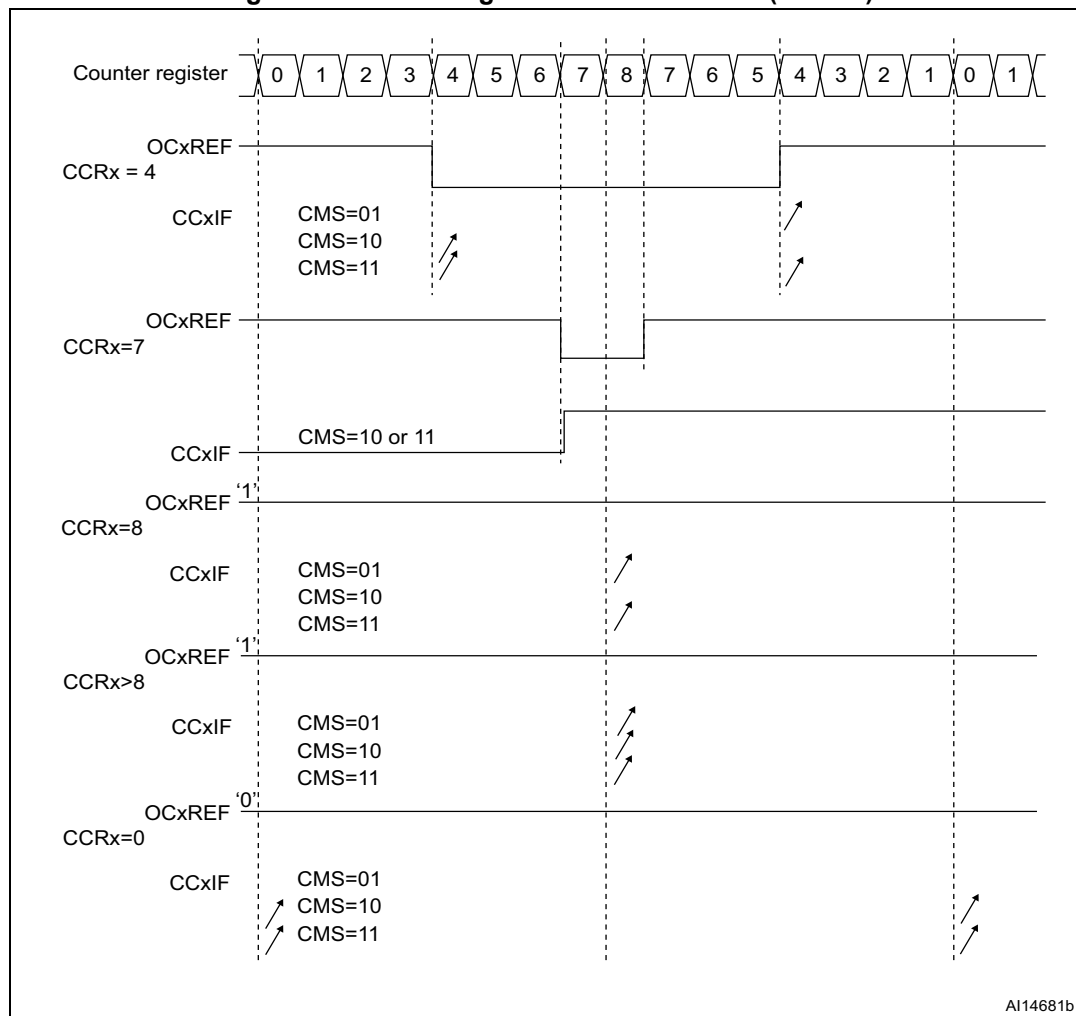 Counter register 0 1 2 3 4 5 6 7 8 7 6 5 4 3 2 1 0 1
OCxREF
CCRx = 4
CCxIF CMS=01
CMS=10
CMS=11
OCxREF
CCRx=7
CMS=10 or 11
CCxIF
OCxREF '1'
CCRx=8
CCxIF CMS=01
CMS=10
CMS=11
OCxREF '1'
CCRx>8
CCxIF CMS=01
CMS=10
CMS=11
OCxREF '0'
CCRx=0
CCxIF CMS=01
CMS=10
CMS=11
AI14681b